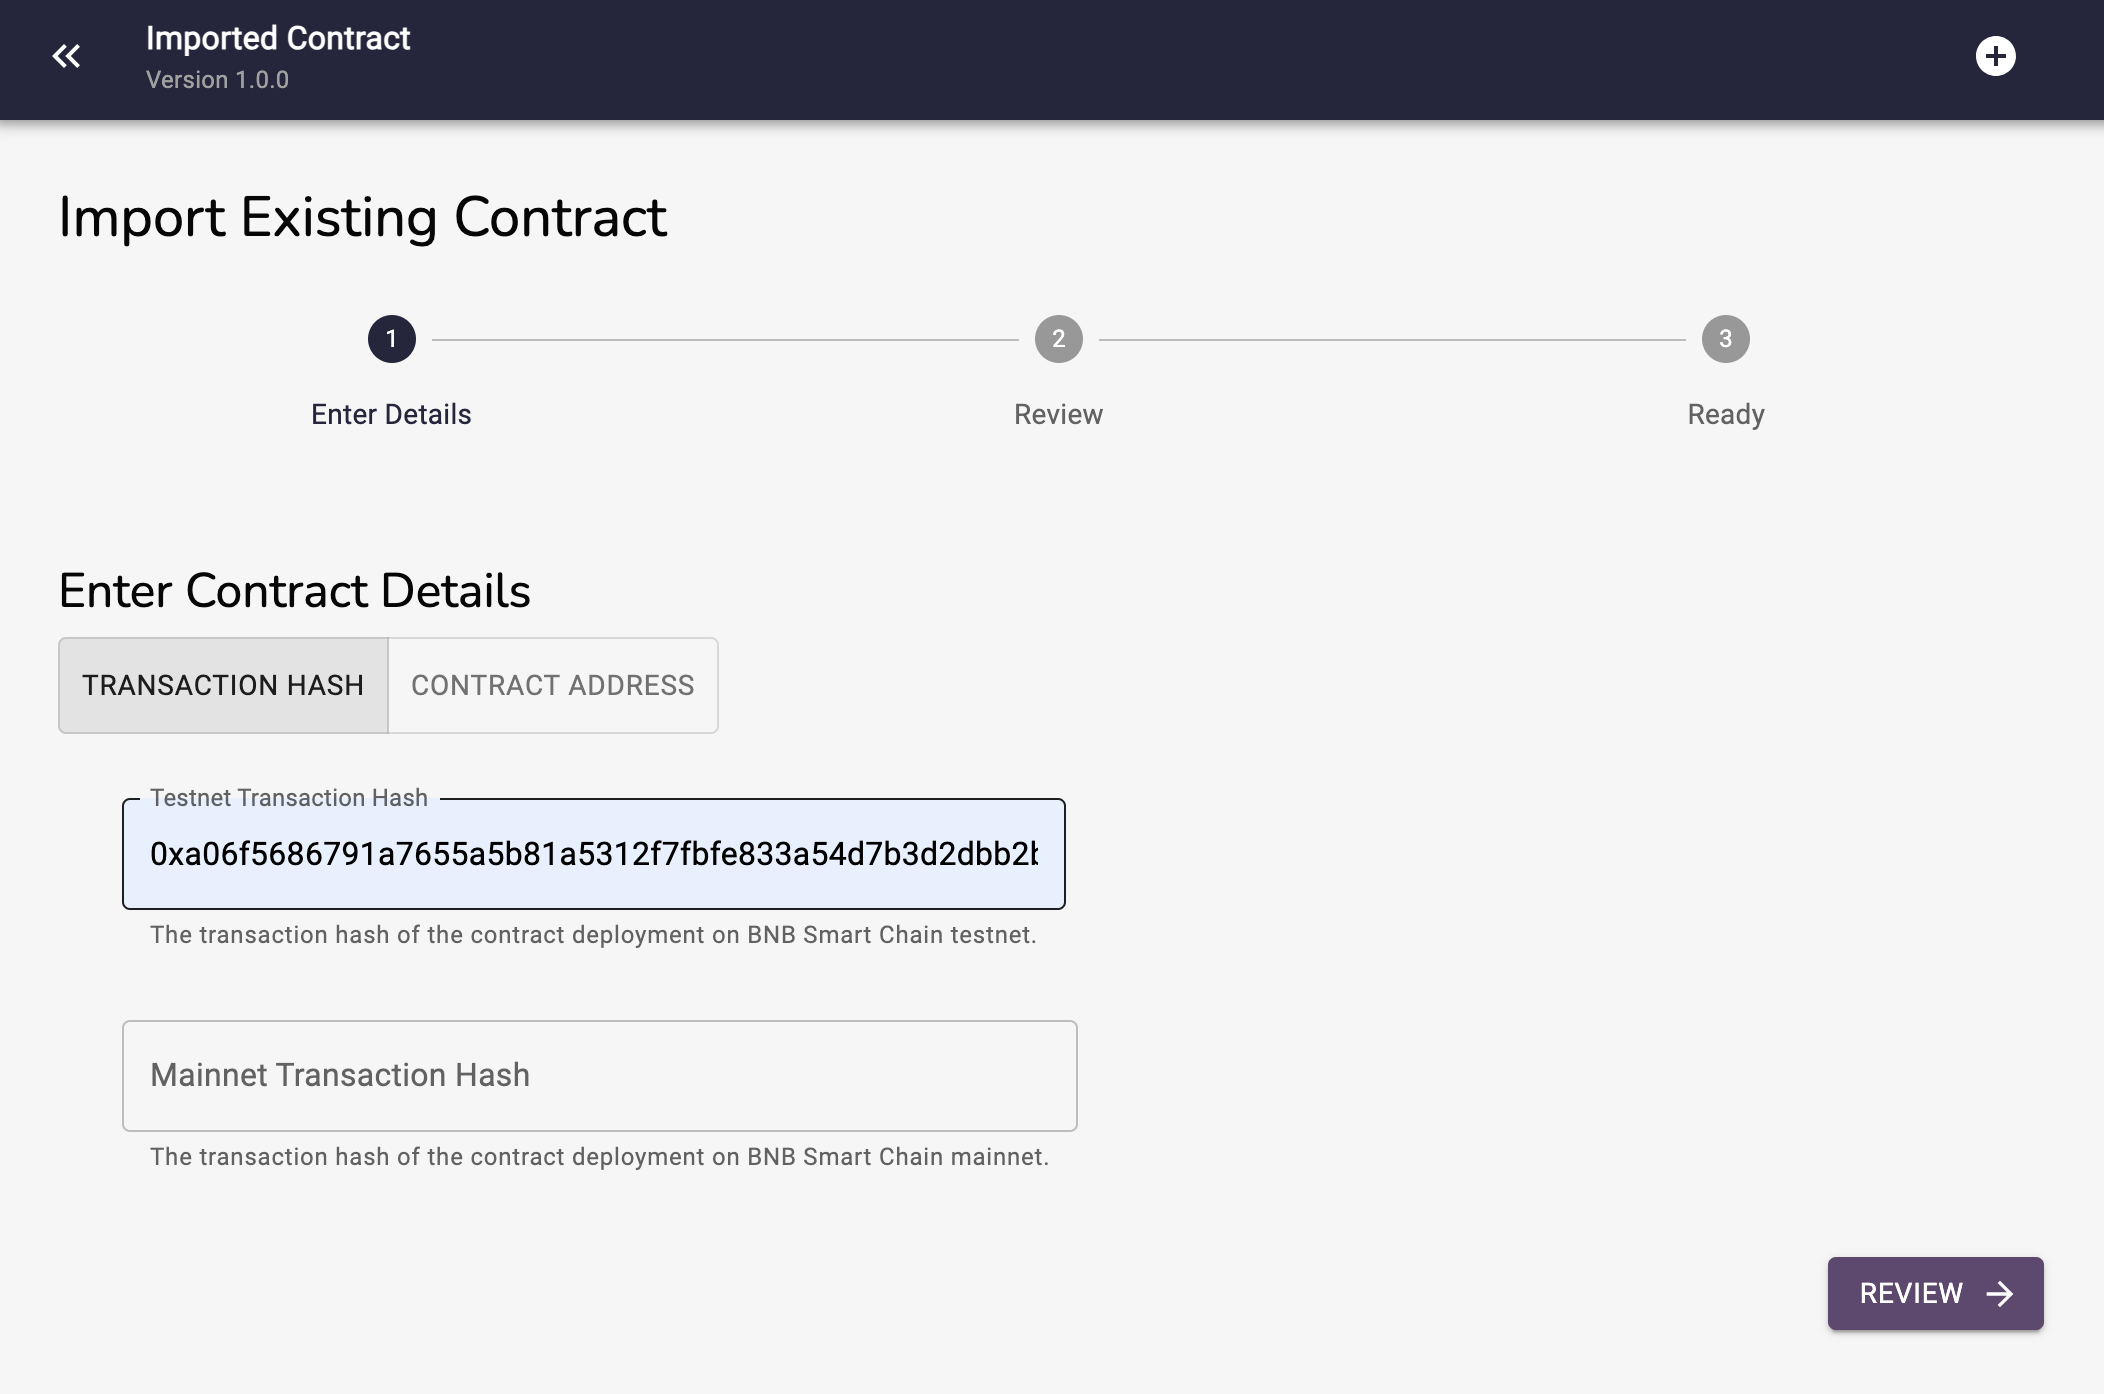 Imported Contract
Version 1.0.0
Import Existing Contract
1
2
3
Enter Details
Review
Ready
Enter Contract Details
TRANSACTION HASH
CONTRACT ADDRESS
Testnet Transaction Hash
0xa06f5686791a7655a5b81a5312f7fbfe833a54d7b3d2dbb2b
The transaction hash of the contract deployment on BNB Smart Chain testnet.
Mainnet Transaction Hash
The transaction hash of the contract deployment on BNB Smart Chain mainnet.
REVIEW